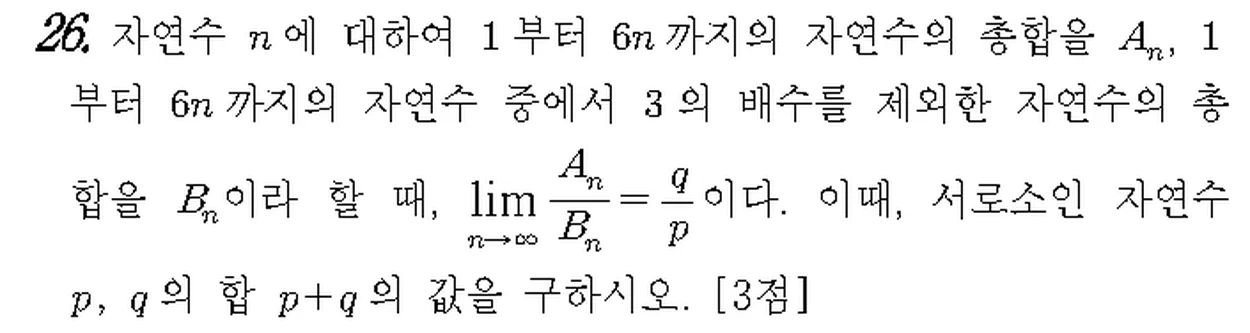 26. 자연수 n에 대하여 1부터 6n까지의 자연수의 총합을 Aₙ, 1
부터 6n까지의 자연수 중에서 3의 배수를 제외한 자연수의 총
합을 Bₙ이라 할 때, lim_{n→∞} Aₙ/Bₙ = q/p이다. 이때, 서로소인 자연수
p, q의 합 p+q의 값을 구하시오. [3점]